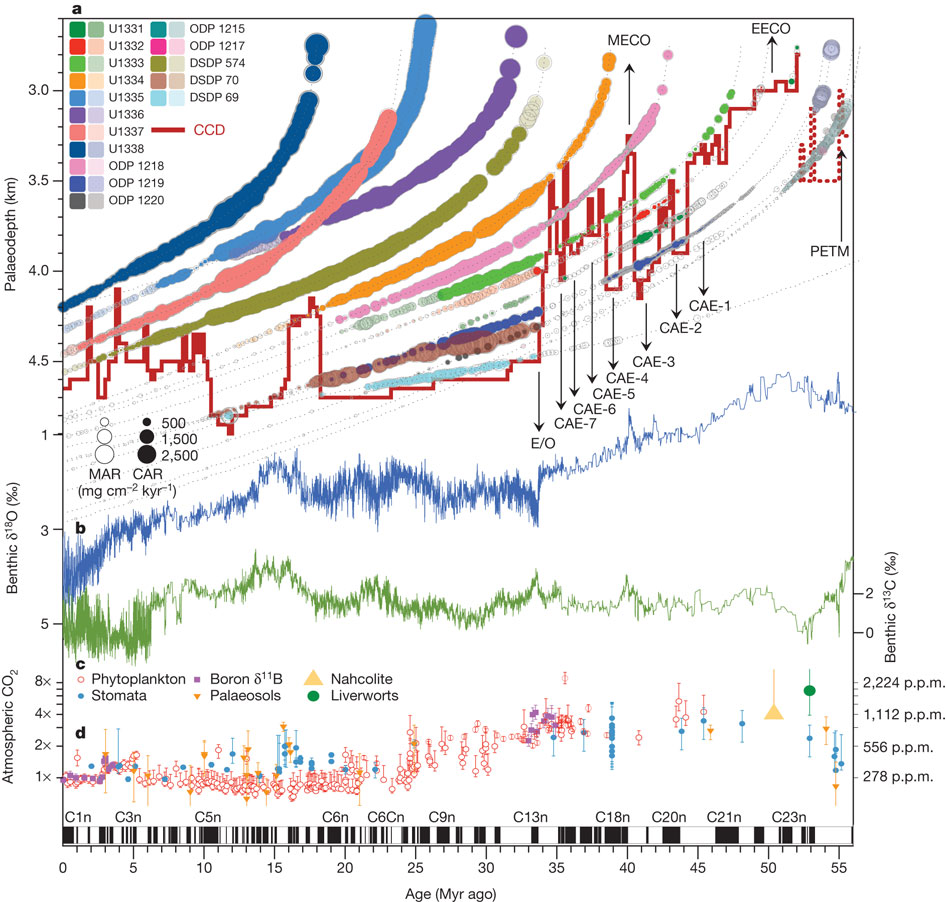 a
U1331
U1332
U1333
U1334
U1335
U1336
U1337
U1338
ODP 1218
ODP 1219
ODP 1220
ODP 1215
ODP 1217
DSDP 574
DSDP 70
DSDP 69
CCD
MECO
EECO
PETM
CAE-1
CAE-2
CAE-3
CAE-4
CAE-5
CAE-6
CAE-7
E/O
Palaeodepth (km)
3.0
3.5
4.0
4.5
500
1,500
2,500
MAR CAR
(mg cm⁻² kyr⁻¹)
b
Benthic δ¹⁸O (‰)
1
3
5
Benthic δ¹³C (‰)
2
0
c
Phytoplankton
Stomata
Boron δ¹¹B
Palaeosols
Nahcolite
Liverworts
d
Atmospheric CO₂
8×
4×
2×
1×
2,224 p.p.m.
1,112 p.p.m.
556 p.p.m.
278 p.p.m.
C1n C3n C5n C6n C6Cn C9n C13n C18n C20n C21n C23n
0 5 10 15 20 25 30 35 40 45 50 55
Age (Myr ago)